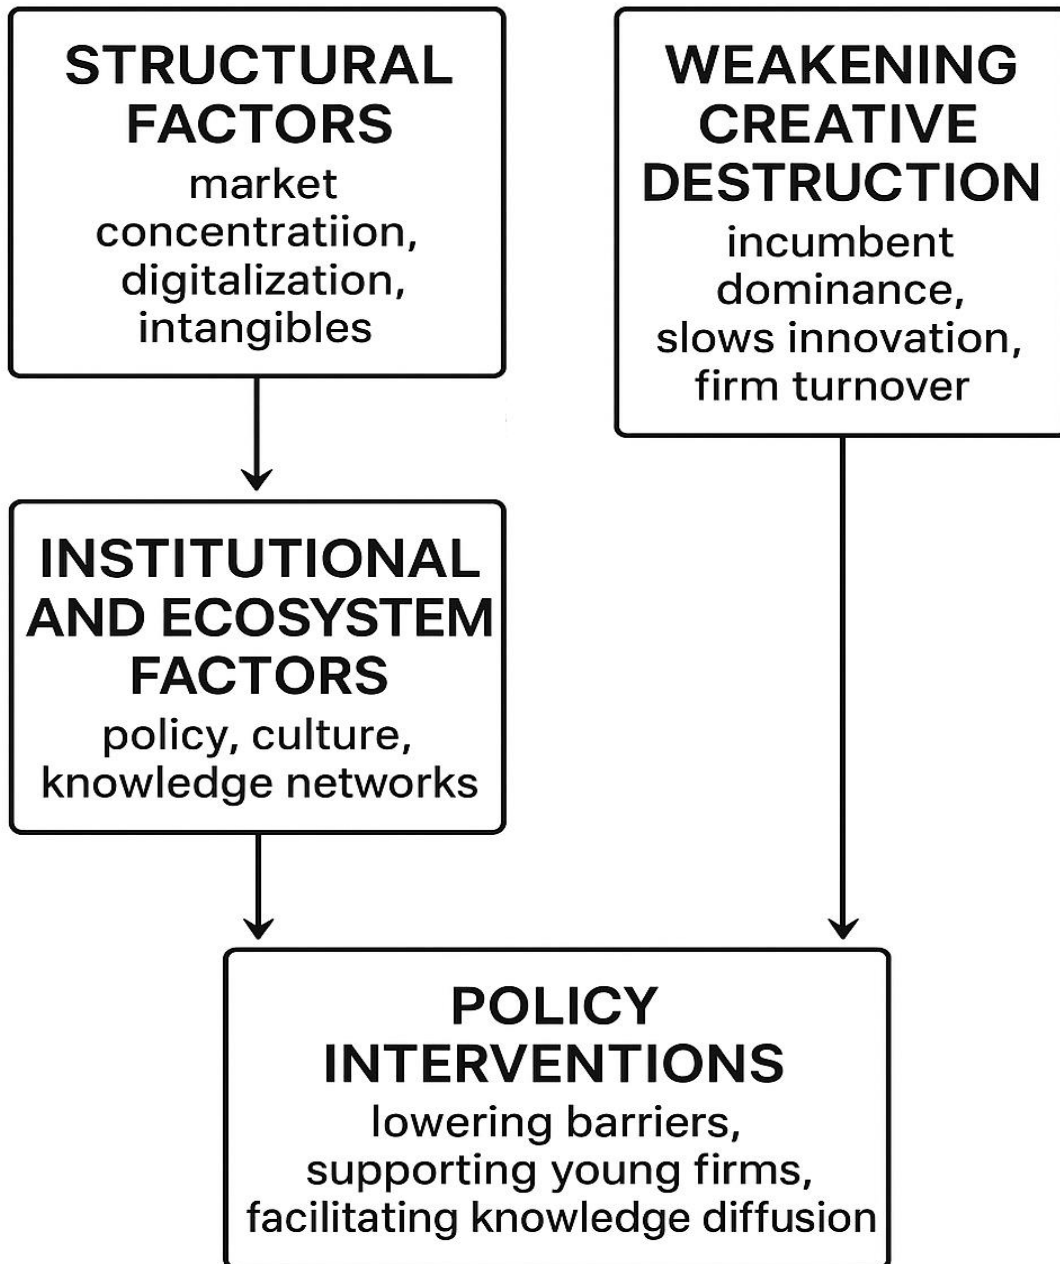 STRUCTURAL
FACTORS
market
concentratiion,
digitalization,
intangibles
WEAKENING
CREATIVE
DESTRUCTION
incumbent
dominance,
slows innovation,
firm turnover
INSTITUTIONAL
AND ECOSYSTEM
FACTORS
policy, culture,
knowledge networks
POLICY
INTERVENTIONS
lowering barriers,
supporting young firms,
facilitating knowledge diffusion